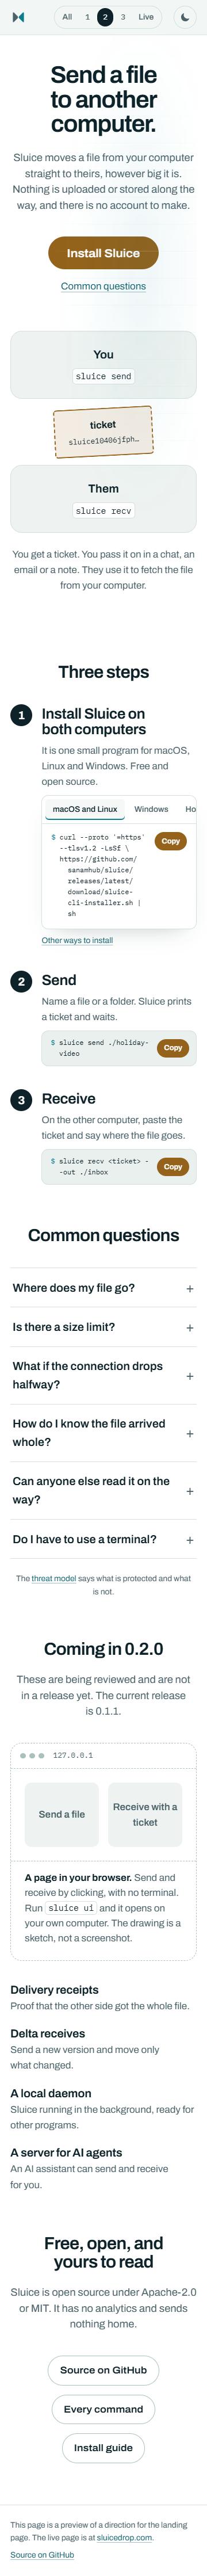 All 1 2 3 Live
Send a file
to another
computer.
Sluice moves a file from your computer
straight to theirs, however big it is.
Nothing is uploaded or stored along the
way, and there is no account to make.
Install Sluice
Common questions
You
sluice send
ticket
sluice10406jfph…
Them
sluice recv
You get a ticket. You pass it on in a chat, an
email or a note. They use it to fetch the file
from your computer.
Three steps
1
Install Sluice on
both computers
It is one small program for macOS,
Linux and Windows. Free and
open source.
macOS and Linux Windows Ho
$ curl --proto '=https'
--tlsv1.2 -LsSf \
https://github.com/
sanamhub/sluice/
releases/latest/
download/sluice-
cli-installer.sh |
sh
Copy
Other ways to install
2
Send
Name a file or a folder. Sluice prints
a ticket and waits.
$ sluice send ./holiday-
video
Copy
3
Receive
On the other computer, paste the
ticket and say where the file goes.
$ sluice recv <ticket> -
-out ./inbox
Copy
Common questions
Where does my file go? +
Is there a size limit? +
What if the connection drops
halfway? +
How do I know the file arrived
whole? +
Can anyone else read it on the
way? +
Do I have to use a terminal? +
The threat model says what is protected and what
is not.
Coming in 0.2.0
These are being reviewed and are not
in a release yet. The current release
is 0.1.1.
127.0.0.1
Send a file
Receive with a
ticket
A page in your browser. Send and
receive by clicking, with no terminal.
Run sluice ui and it opens on
your own computer. The drawing is a
sketch, not a screenshot.
Delivery receipts
Proof that the other side got the whole file.
Delta receives
Send a new version and move only
what changed.
A local daemon
Sluice running in the background, ready for
other programs.
A server for AI agents
An AI assistant can send and receive
for you.
Free, open, and
yours to read
Sluice is open source under Apache-2.0
or MIT. It has no analytics and sends
nothing home.
Source on GitHub
Every command
Install guide
This page is a preview of a direction for the landing
page. The live page is at sluicedrop.com.
Source on GitHub